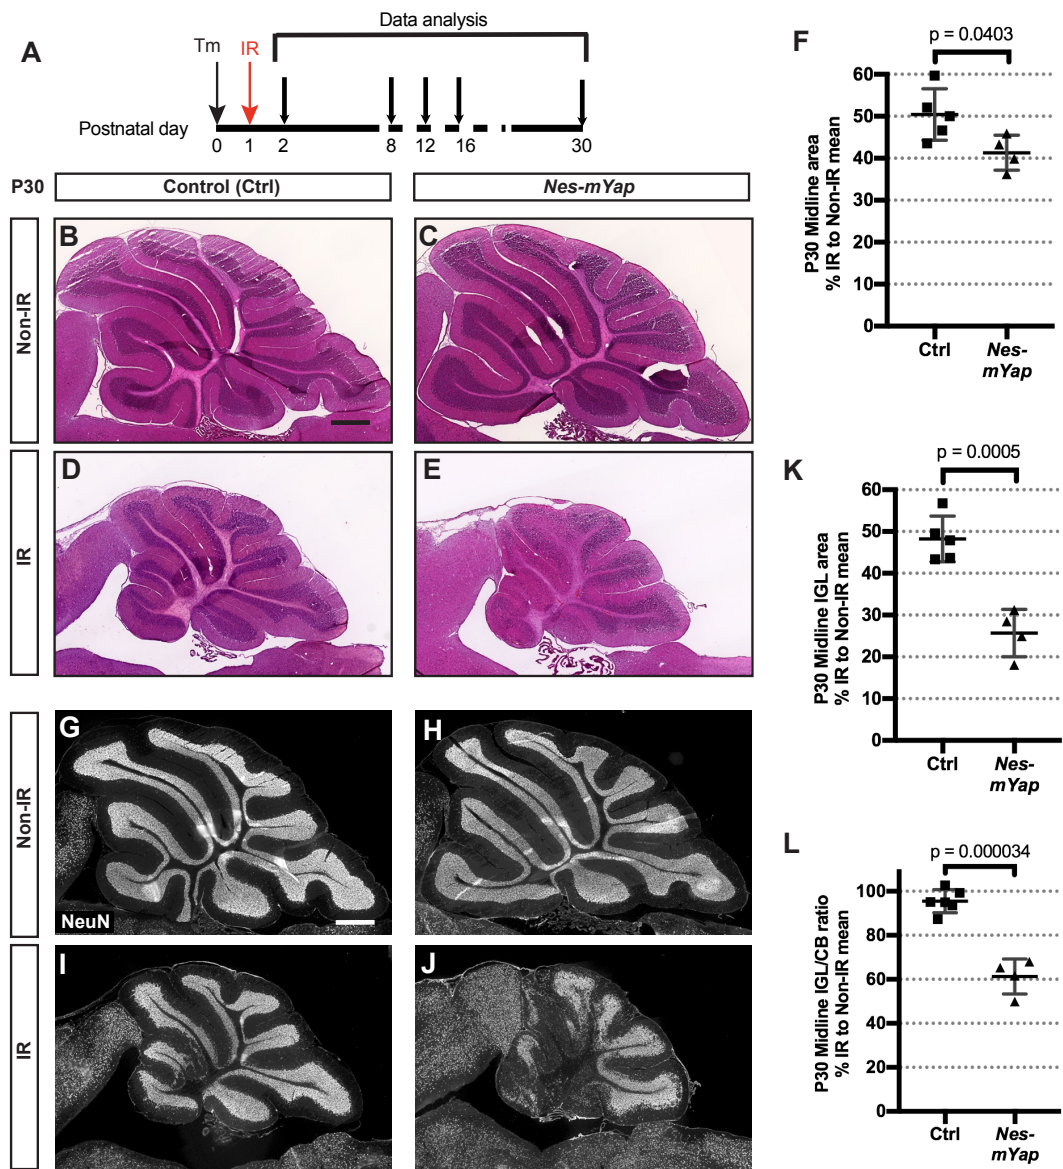 A
Data analysis
Tm
IR
Postnatal day
0
1
2
8
12
16
30
P30
Control (Ctrl)
Nes-mYap
Non-IR
B
C
IR
D
E
Non-IR
G
NeuN
H
IR
I
J
F
p = 0.0403
P30 Midline area
% IR to Non-IR mean
60
50
40
30
20
10
0
Ctrl
Nes-
mYap
K
p = 0.0005
P30 Midline IGL area
% IR to Non-IR mean
60
50
40
30
20
10
0
Ctrl
Nes-
mYap
L
p = 0.000034
P30 Midline IGL/CB ratio
% IR to Non-IR mean
100
80
60
40
20
0
Ctrl
Nes-
mYap